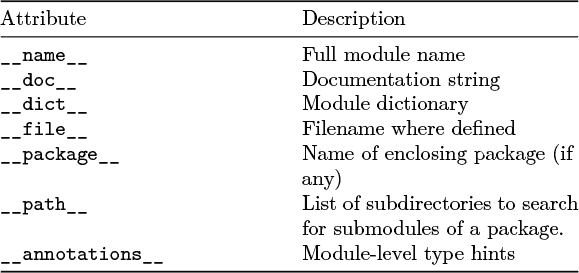 Attribute Description
__name__ Full module name
__doc__ Documentation string
__dict__ Module dictionary
__file__ Filename where defined
__package__ Name of enclosing package (if
any)
__path__ List of subdirectories to search
for submodules of a package.
__annotations__ Module-level type hints